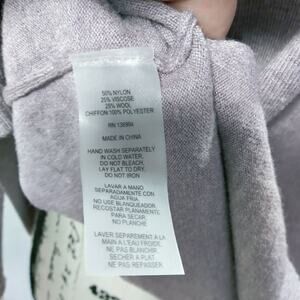 50% NYLON
25% VISCOSE
25% WOOL
CHIFFON 100% POLYESTER
MADE IN CHINA
HAND WASH SEPARATELY
IN COLD WATER,
DO NOT BLEACH,
LAY FLAT TO DRY,
DO NOT IRON
LAVAR A MANO
SEPARADAMENTE CON
AGUA FRIA
NO USE BLANQUEADOR,
RECOSTAR PLANAMENTE
PARA SECAR
NO PLANCHE
LAVER SEPAREMENT À LA
MAIN A L'EAU FROIDE,
NE PAS BLANCHIR
SECHER A PLAT
NE PAS REPASSER